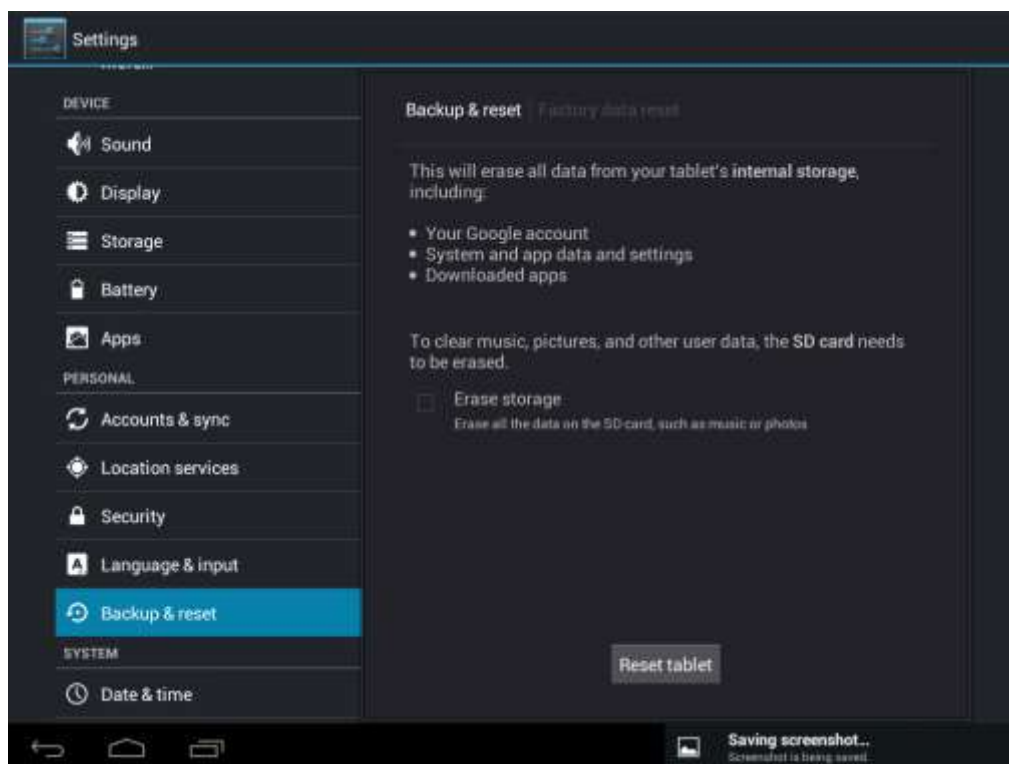 Settings
DEVICE
Sound
Display
Storage
Battery
Apps
PERSONAL
Accounts & sync
Location services
Security
Language & input
Backup & reset
SYSTEM
Date & time
Backup & reset Factory data reset
This will erase all data from your tablet's internal storage,
including:
• Your Google account
• System and app data and settings
• Downloaded apps
To clear music, pictures, and other user data, the SD card needs
to be erased.
Erase storage
Erase all the data on the SD card, such as music or photos
Reset tablet
Saving screenshot...
Screenshot is being saved.